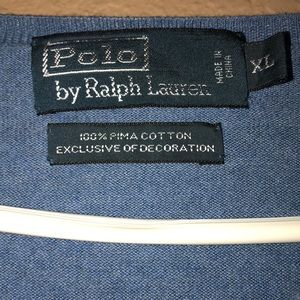 Polo
by Ralph Lauren
MADE IN
CHINA
XL
100% PIMA COTTON
EXCLUSIVE OF DECORATION